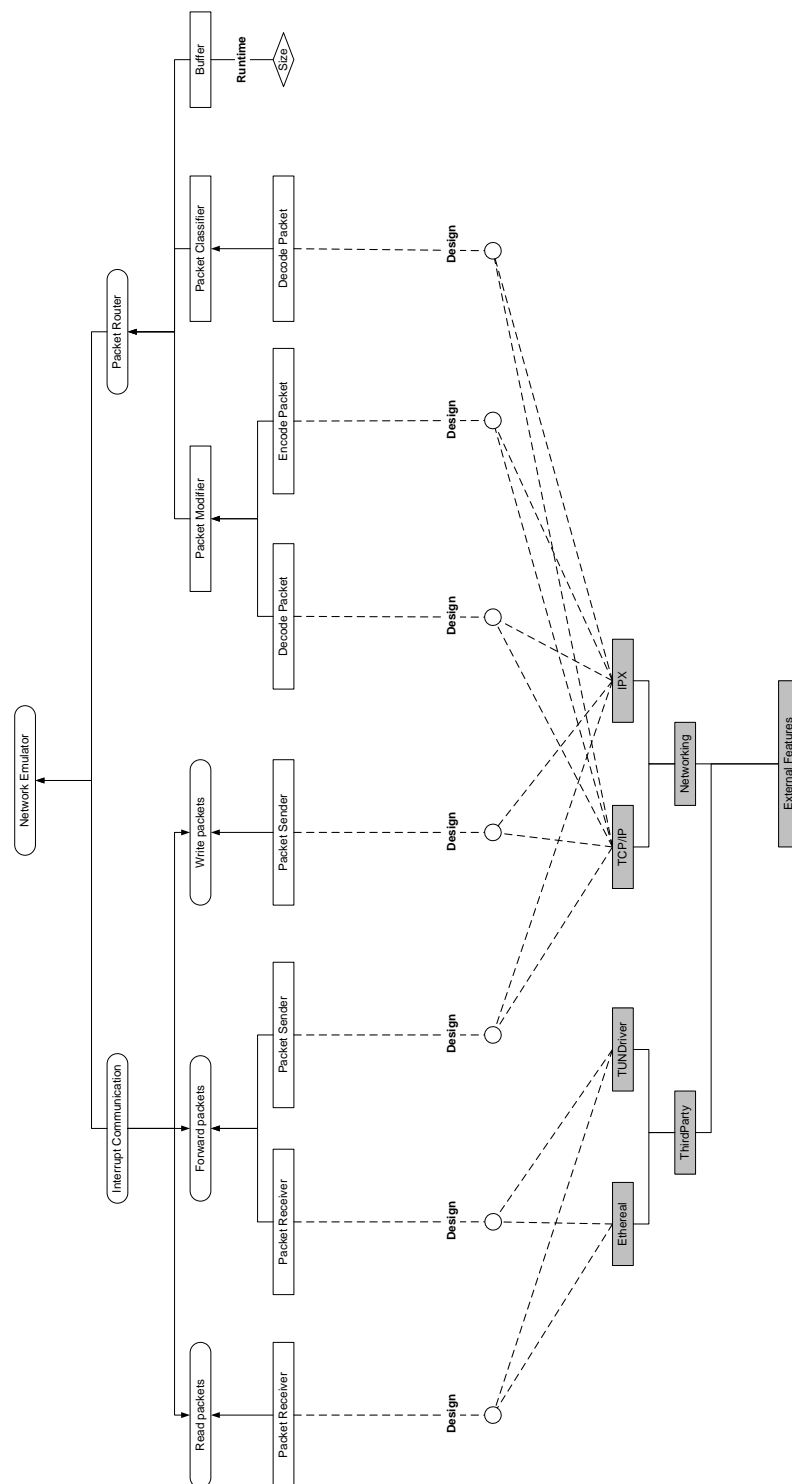 Network Emulator
Interrupt Communication
Packet Router
Read packets
Forward packets
Write packets
Packet Modifier
Packet Classifier
Buffer
Runtime
Size
Packet Receiver
Packet Receiver
Packet Sender
Packet Sender
Decode Packet
Encode Packet
Decode Packet
Design
Design
Design
Design
Design
Design
Design
Ethereal
TUNDriver
TCP/IP
IPX
ThirdParty
Networking
External Features